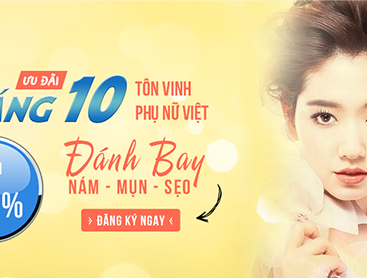 ƯU ĐÃI
ÁNG 10
TÔN VINH
PHỤ NỮ VIỆT
Đánh Bay
NÁM - MỤN - SẸO
%
› ĐĂNG KÝ NGAY ‹